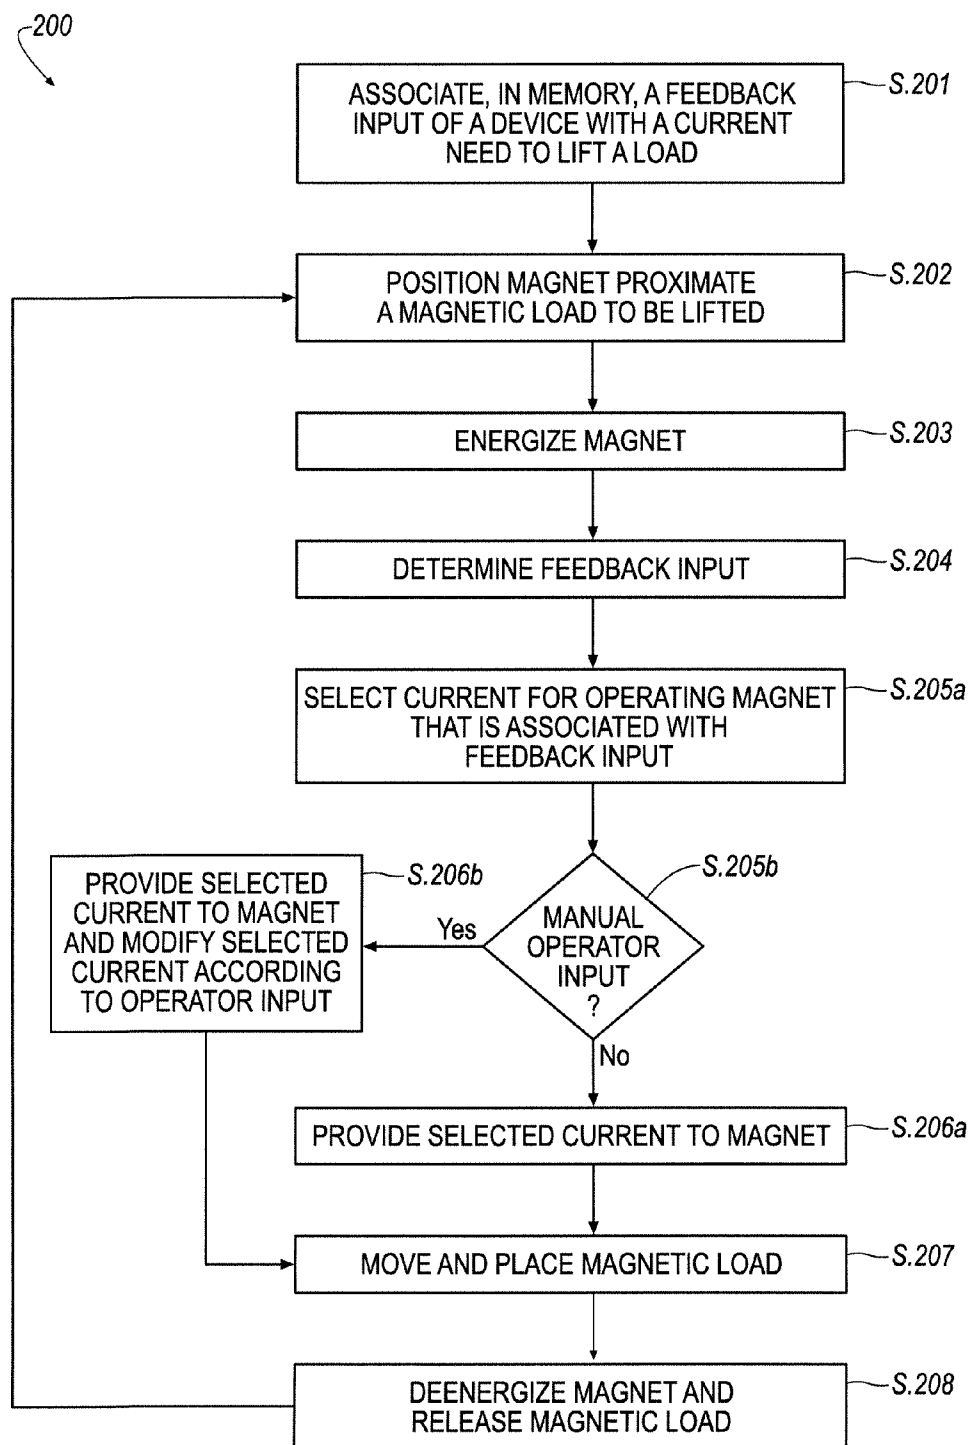 200
ASSOCIATE, IN MEMORY, A FEEDBACK
INPUT OF A DEVICE WITH A CURRENT
NEED TO LIFT A LOAD
S.201
POSITION MAGNET PROXIMATE
A MAGNETIC LOAD TO BE LIFTED
S.202
ENERGIZE MAGNET
S.203
DETERMINE FEEDBACK INPUT
S.204
SELECT CURRENT FOR OPERATING MAGNET
THAT IS ASSOCIATED WITH
FEEDBACK INPUT
S.205a
MANUAL
OPERATOR
INPUT
?
S.205b
Yes
PROVIDE SELECTED
CURRENT TO MAGNET
AND MODIFY SELECTED
CURRENT ACCORDING
TO OPERATOR INPUT
S.206b
No
PROVIDE SELECTED CURRENT TO MAGNET
S.206a
MOVE AND PLACE MAGNETIC LOAD
S.207
DEENERGIZE MAGNET AND
RELEASE MAGNETIC LOAD
S.208